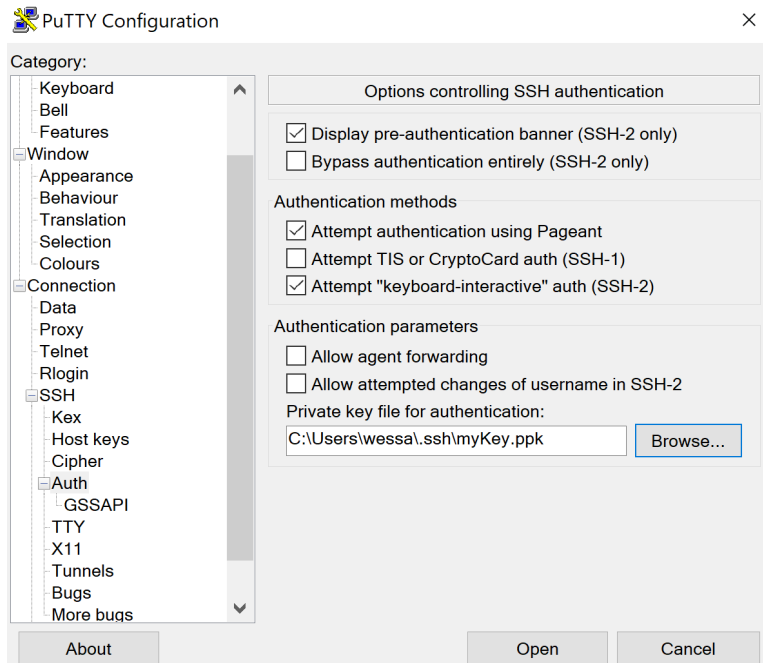 PuTTY Configuration
Category:
Keyboard
Bell
Features
Window
Appearance
Behaviour
Translation
Selection
Colours
Connection
Data
Proxy
Telnet
Rlogin
SSH
Kex
Host keys
Cipher
Auth
GSSAPI
TTY
X11
Tunnels
Bugs
More bugs
Options controlling SSH authentication
Display pre-authentication banner (SSH-2 only)
Bypass authentication entirely (SSH-2 only)
Authentication methods
Attempt authentication using Pageant
Attempt TIS or CryptoCard auth (SSH-1)
Attempt "keyboard-interactive" auth (SSH-2)
Authentication parameters
Allow agent forwarding
Allow attempted changes of username in SSH-2
Private key file for authentication:
C:\Users\wessa\.ssh\myKey.ppk
Browse...
About
Open
Cancel